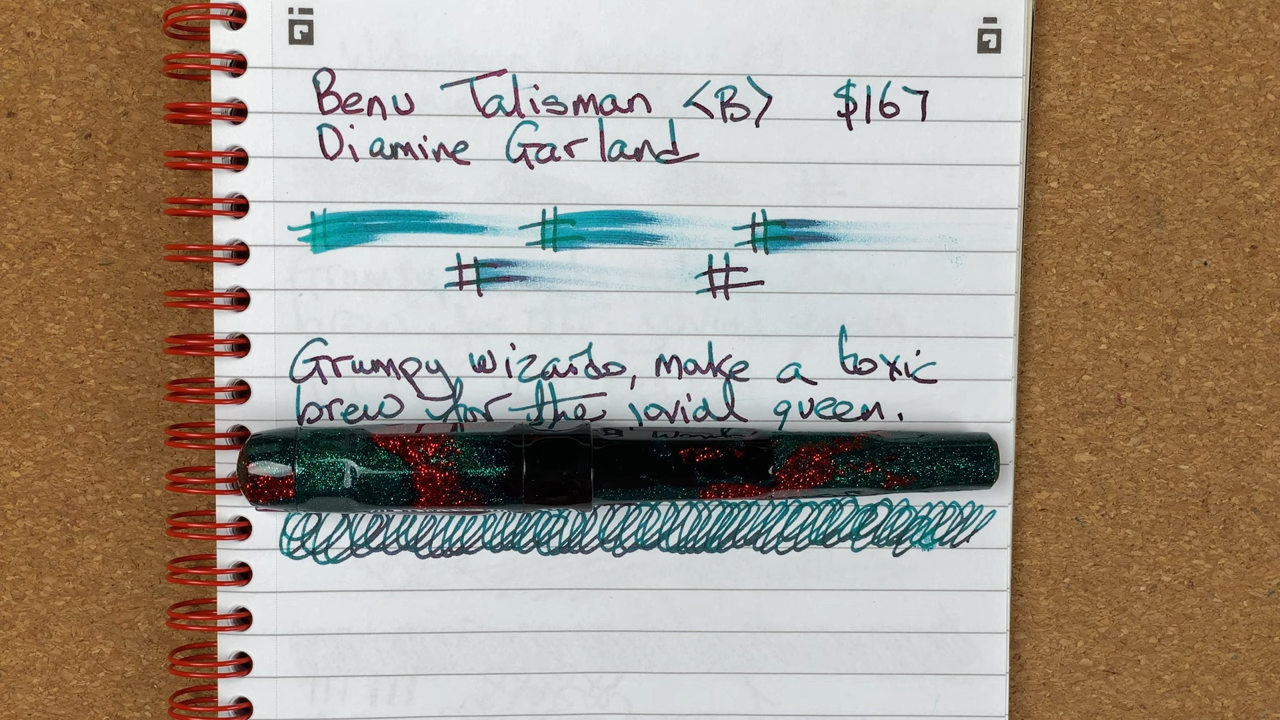 Benu Talisman <B> $167
Diamine Garland
# # #
# #
Grumpy wizards, make a toxic
brew for the jovial queen.